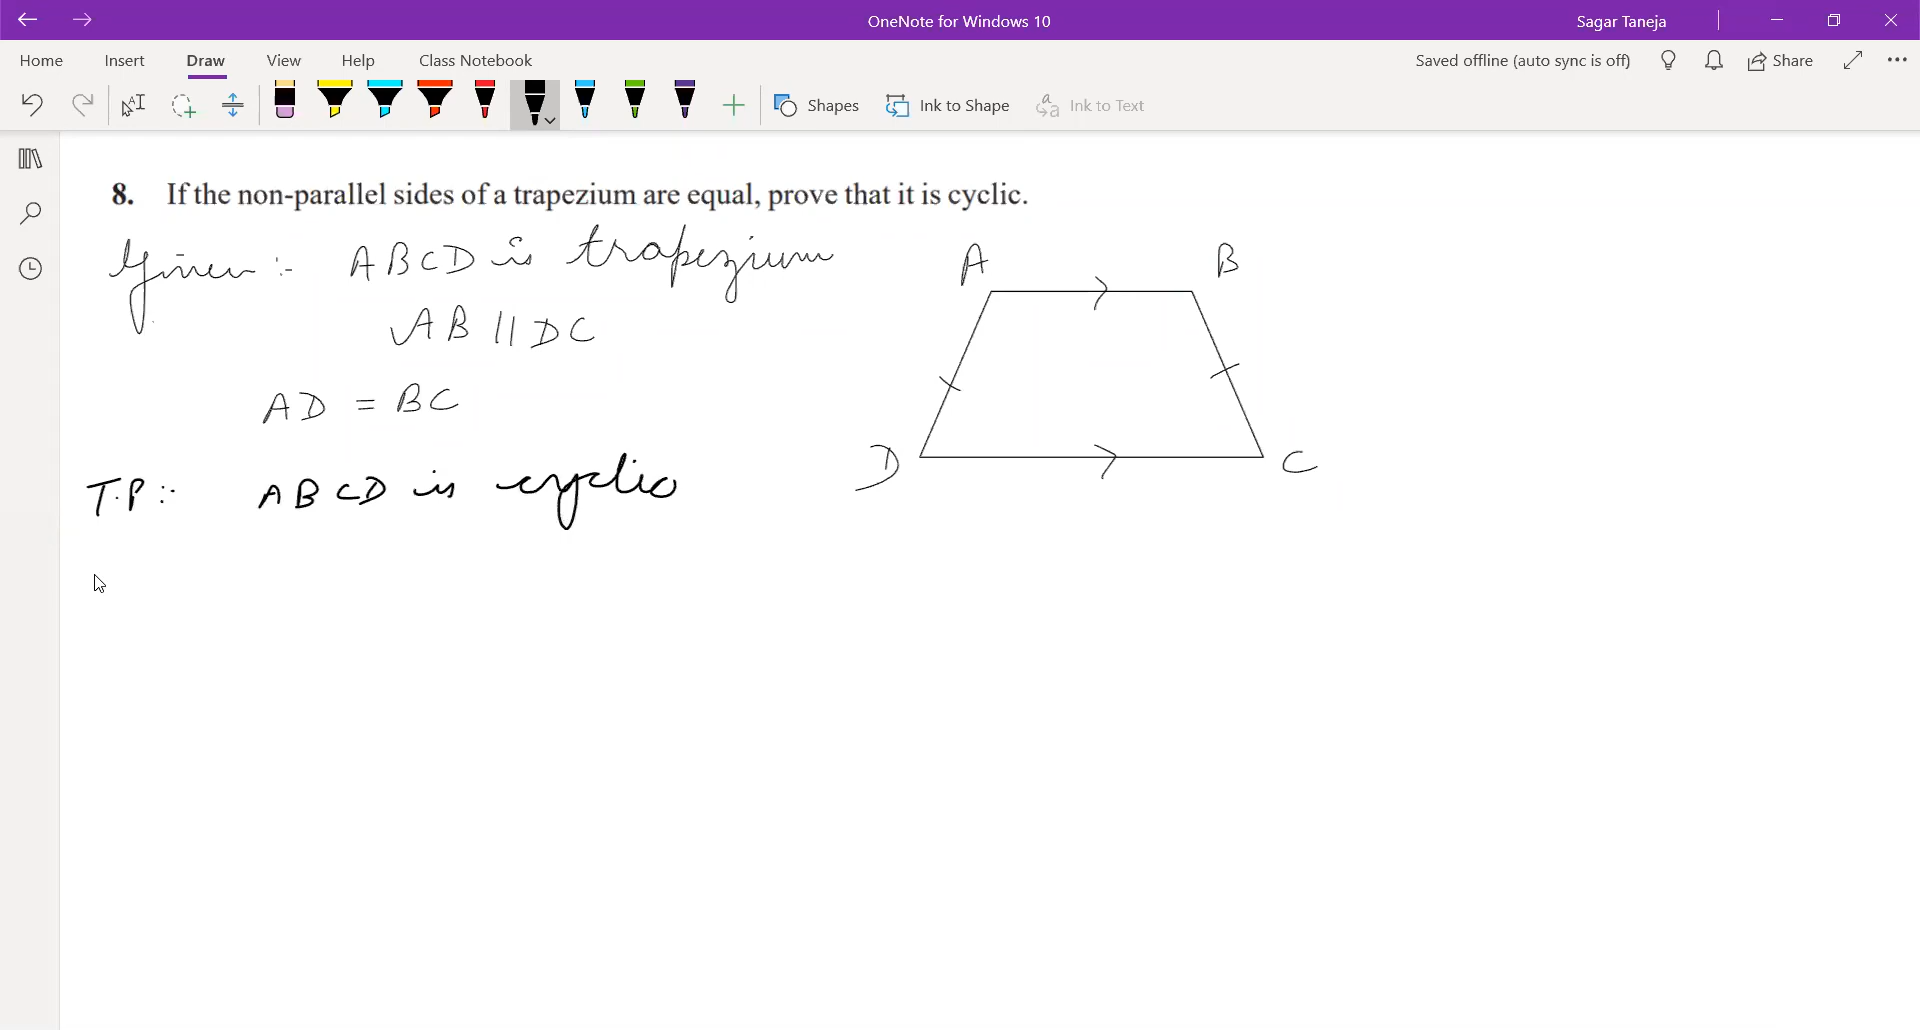 OneNote for Windows 10
Sagar Taneja
Home Insert Draw View Help Class Notebook
Saved offline (auto sync is off) Share
Shapes Ink to Shape Ink to Text
8. If the non-parallel sides of a trapezium are equal, prove that it is cyclic.
Given :- ABCD is trapezium
AB || DC
AD = BC
T.P :- ABCD is cyclic
A B
D C